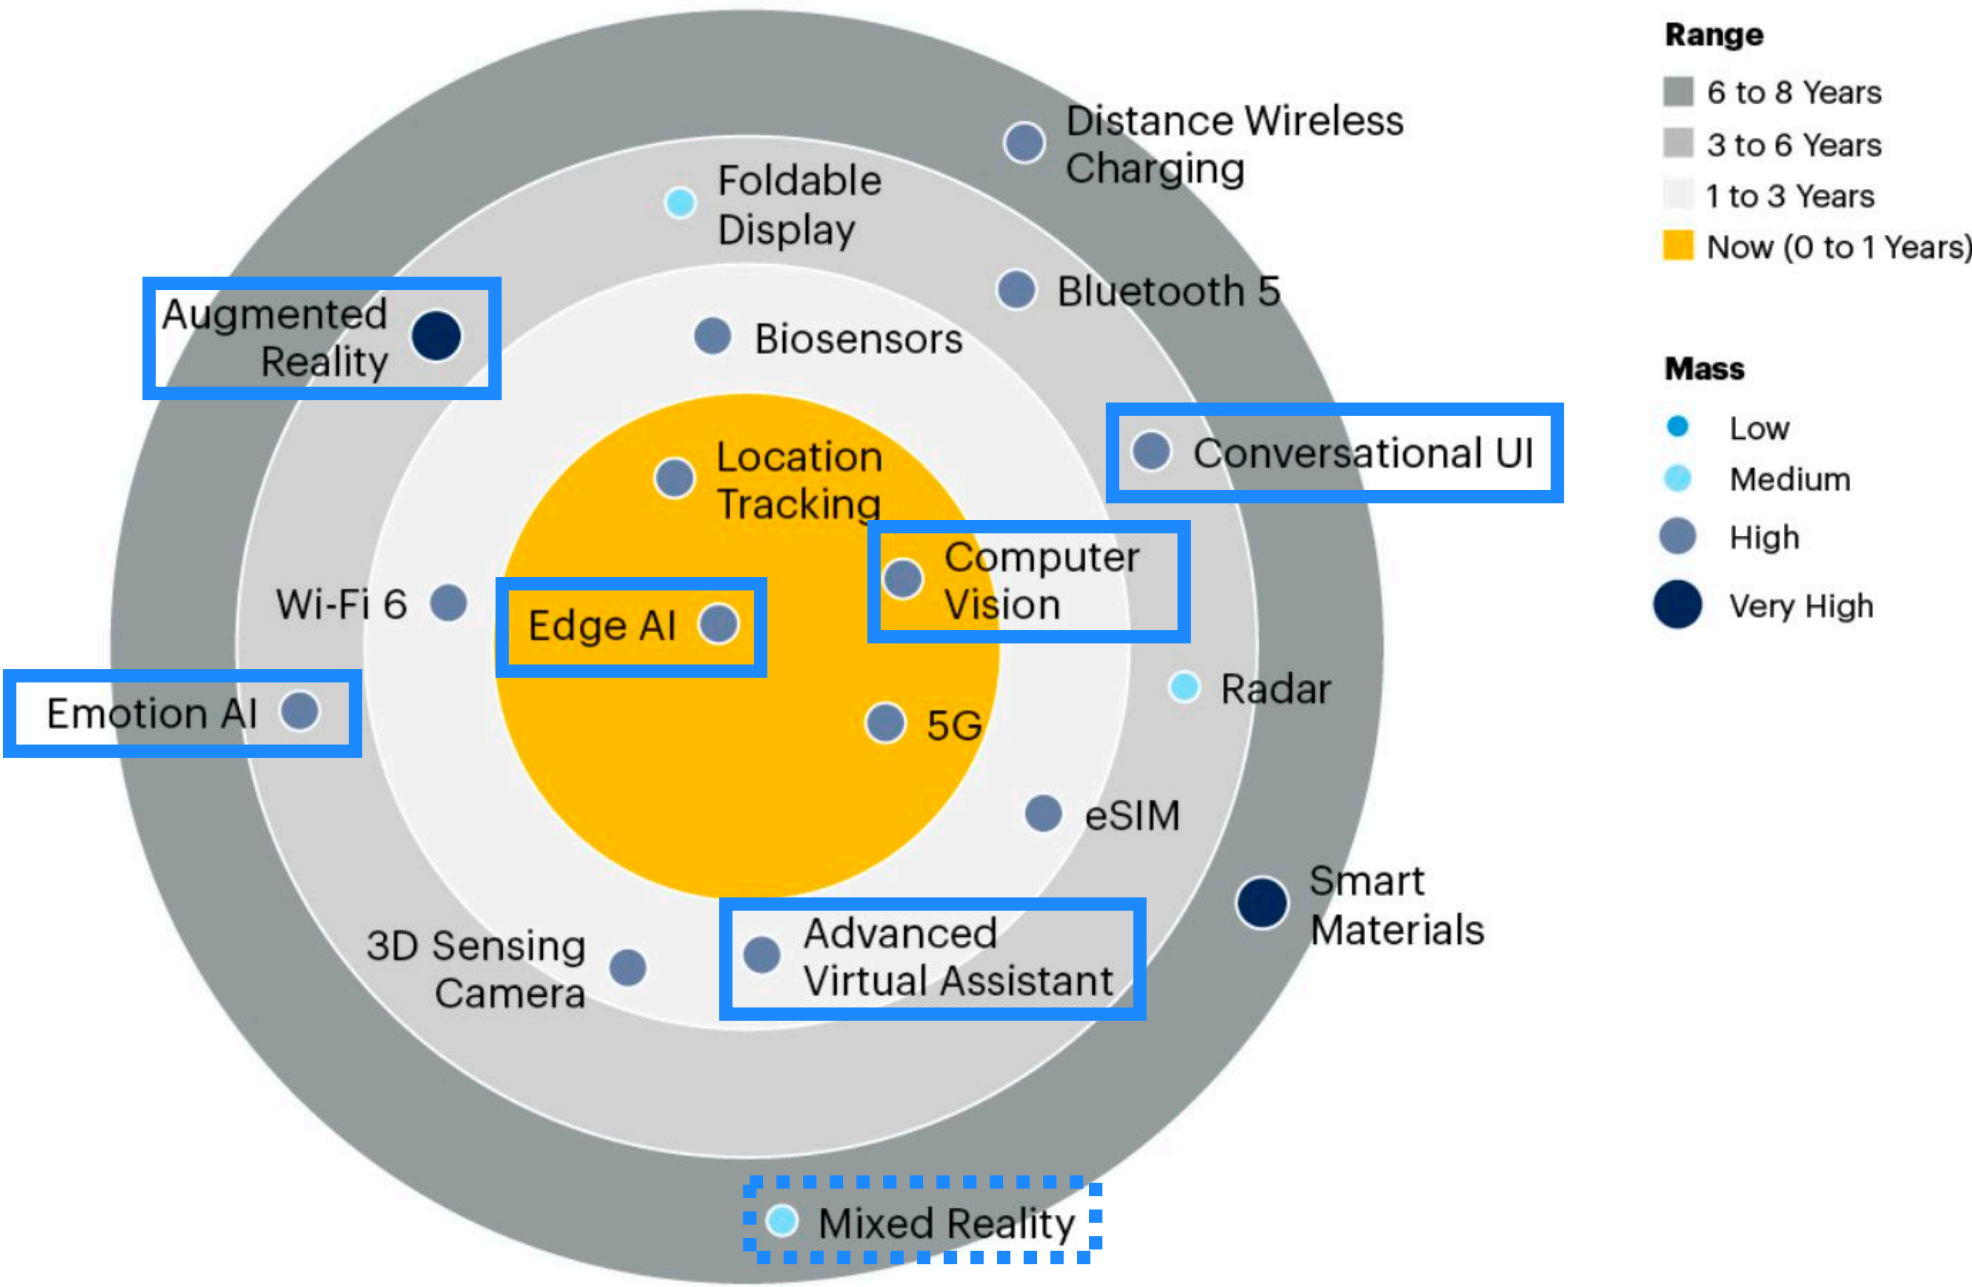 Range
6 to 8 Years
3 to 6 Years
1 to 3 Years
Now (0 to 1 Years)
Mass
Low
Medium
High
Very High
Distance Wireless
Charging
Foldable
Display
Bluetooth 5
Augmented
Reality
Biosensors
Conversational UI
Location
Tracking
Computer
Vision
Wi-Fi 6
Edge AI
Emotion AI
Radar
5G
eSIM
Smart
Materials
3D Sensing
Camera
Advanced
Virtual Assistant
Mixed Reality